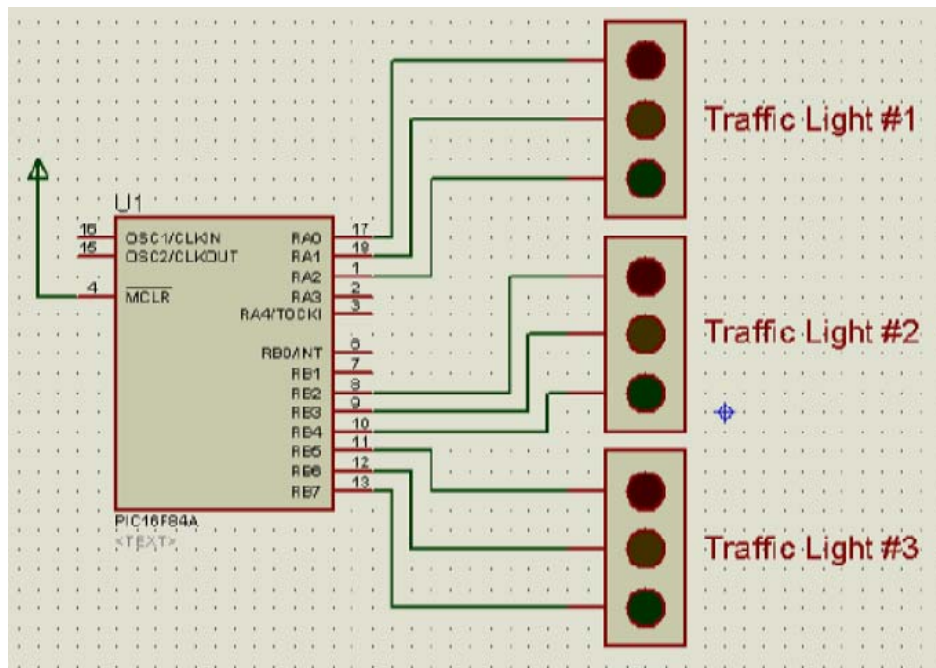 Traffic Light #1
U1
16 OSC1/CLKIN RA0 17
15 OSC2/CLKOUT RA1 18
RA2 1
4 MCLR RA3 2
RA4/T0CKI 3
RB0/INT 6
RB1 7
RB2 8
RB3 9
RB4 10
RB5 11
RB6 12
RB7 13
PIC16F84A
<TEXT>
Traffic Light #2
Traffic Light #3